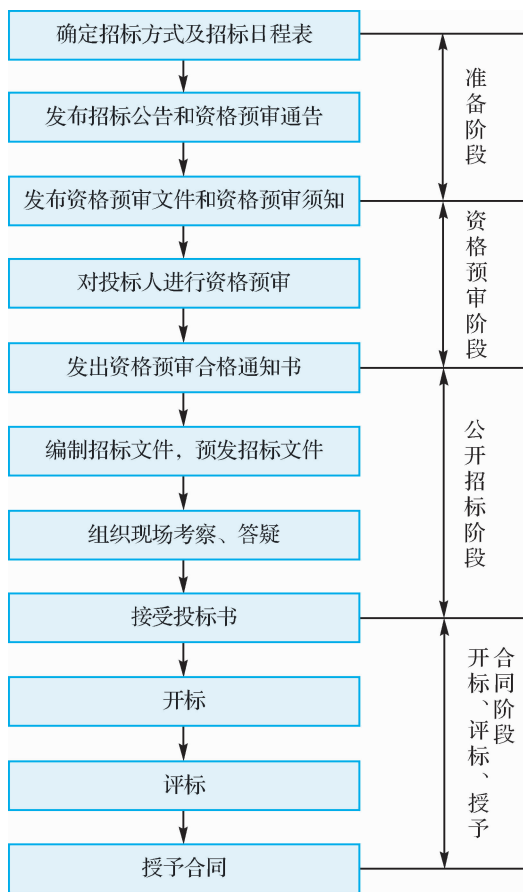 确定招标方式及招标日程表
发布招标公告和资格预审通告
发布资格预审文件和资格预审须知
对投标人进行资格预审
发出资格预审合格通知书
编制招标文件，预发招标文件
组织现场考察、答疑
接受投标书
开标
评标
授予合同
准备阶段
资格预审阶段
公开招标阶段
开标、评标、授予
合同阶段